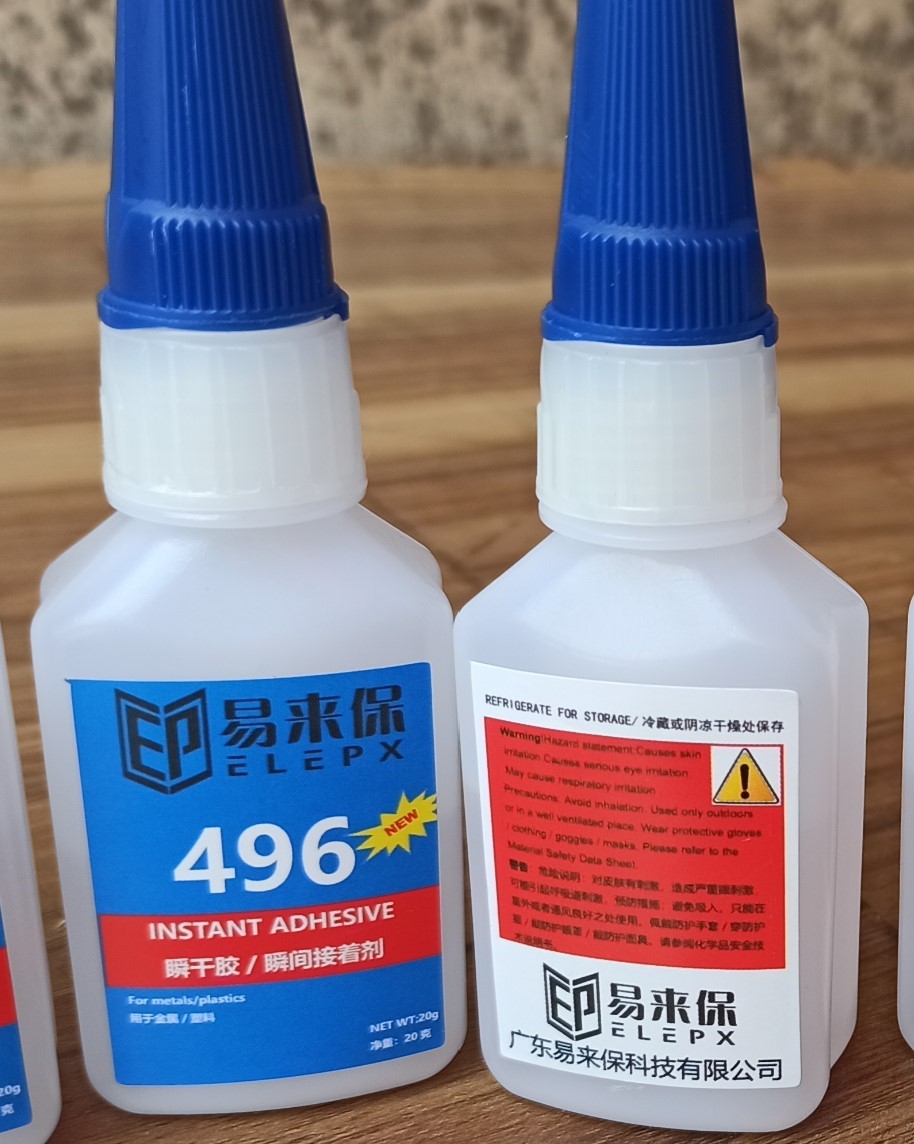 EP 易来保
ELEPX
496
NEW
INSTANT ADHESIVE
瞬干胶 / 瞬间接着剂
For metals/plastics
用于金属 / 塑料
NET WT:20g
净重: 20 克
REFRIGERATE FOR STORAGE/ 冷藏或阴凉干燥处保存
Warning!Hazard statement:Causes skin
irritation.Causes serious eye irritation
May cause respiratory irritation
Precautions. Avoid inhalation. Used only outdoors
or in a well ventilated place. Wear protective gloves
/ clothing / goggles / masks. Please refer to the
Material Safety Data Sheet.
警告 危险说明: 对皮肤有刺激, 造成严重眼刺激
可能引起呼吸道刺激, 预防措施: 避免吸入, 只能在
室外或者通风良好之处使用, 佩戴防护手套 / 穿防护
服 / 戴防护眼罩 / 戴防护面具, 请参阅化学品安全技
术说明书
EP 易来保
ELEPX
广东易来保科技有限公司
20g
克